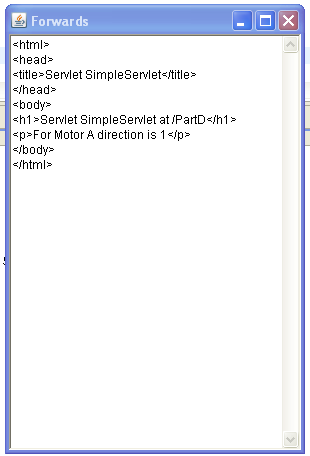 Forwards
<html>
<head>
<title>Servlet SimpleServlet</title>
</head>
<body>
<h1>Servlet SimpleServlet at /PartD</h1>
<p>For Motor A direction is 1</p>
</body>
</html>